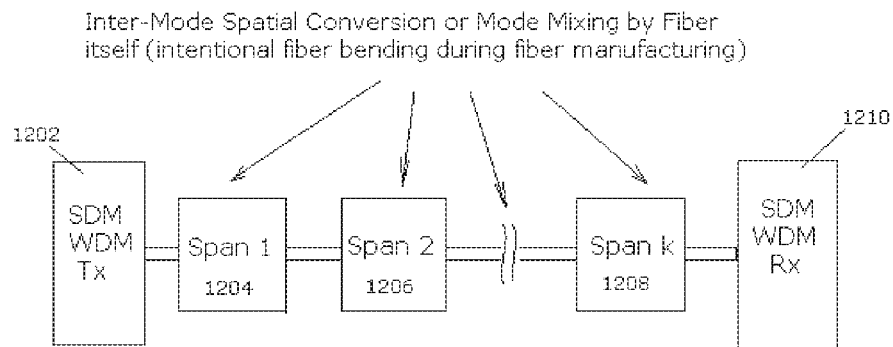 Inter-Mode Spatial Conversion or Mode Mixing by Fiber
itself (intentional fiber bending during fiber manufacturing)
1202
1210
SDM
WDM
Tx
Span 1
1204
Span 2
1206
Span k
1208
SDM
WDM
Rx